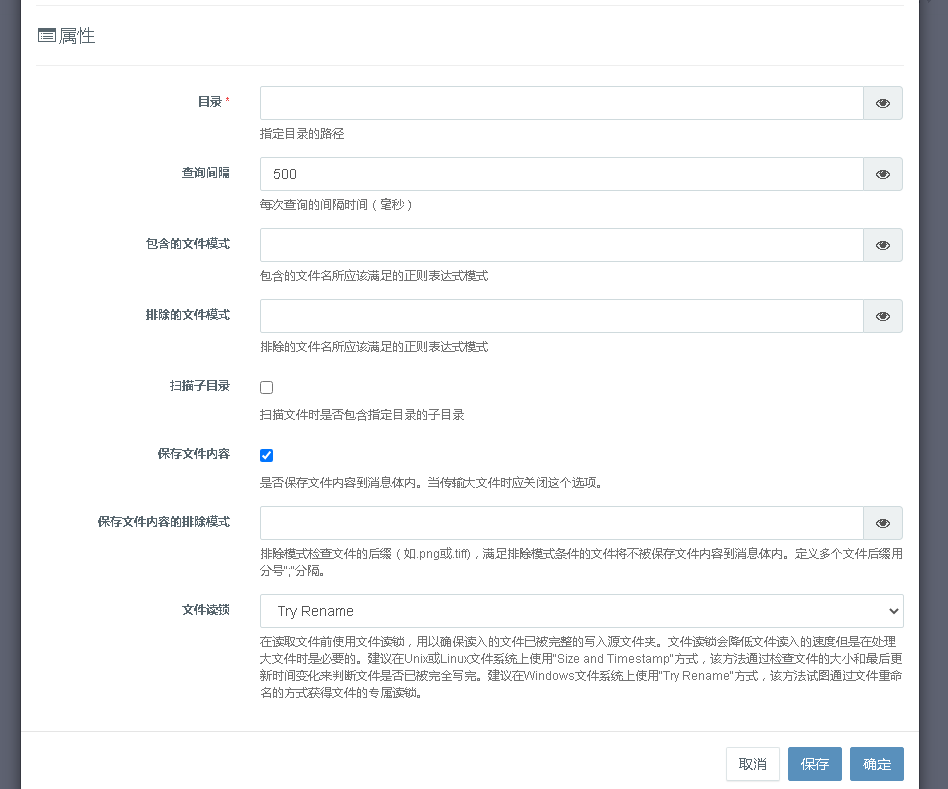 属性
目录 *
指定目录的路径
查询间隔
500
每次查询的间隔时间（毫秒）
包含的文件模式
包含的文件名所应该满足的正则表达式模式
排除的文件模式
排除的文件名所应该满足的正则表达式模式
扫描子目录
扫描文件时是否包含指定目录的子目录
保存文件内容
是否保存文件内容到消息体内。当传输大文件时应关闭这个选项。
保存文件内容的排除模式
排除模式检查文件的后缀（如.png或.tiff)，满足排除模式条件的文件将不被保存文件内容到消息体内。定义多个文件后缀用
分号";"分隔。
文件读锁
Try Rename
在读取文件前使用文件读锁，用以确保读入的文件已被完整的写入源文件夹。文件读锁会降低文件读入的速度但是在处理
大文件时是必要的。建议在Unix或Linux文件系统上使用"Size and Timestamp"方式，该方法通过检查文件的大小和最后更
新时间变化来判断文件是否已被完全写完。建议在Windows文件系统上使用"Try Rename"方式，该方法试图通过文件重命
名的方式获得文件的专属读锁。
取消
保存
确定